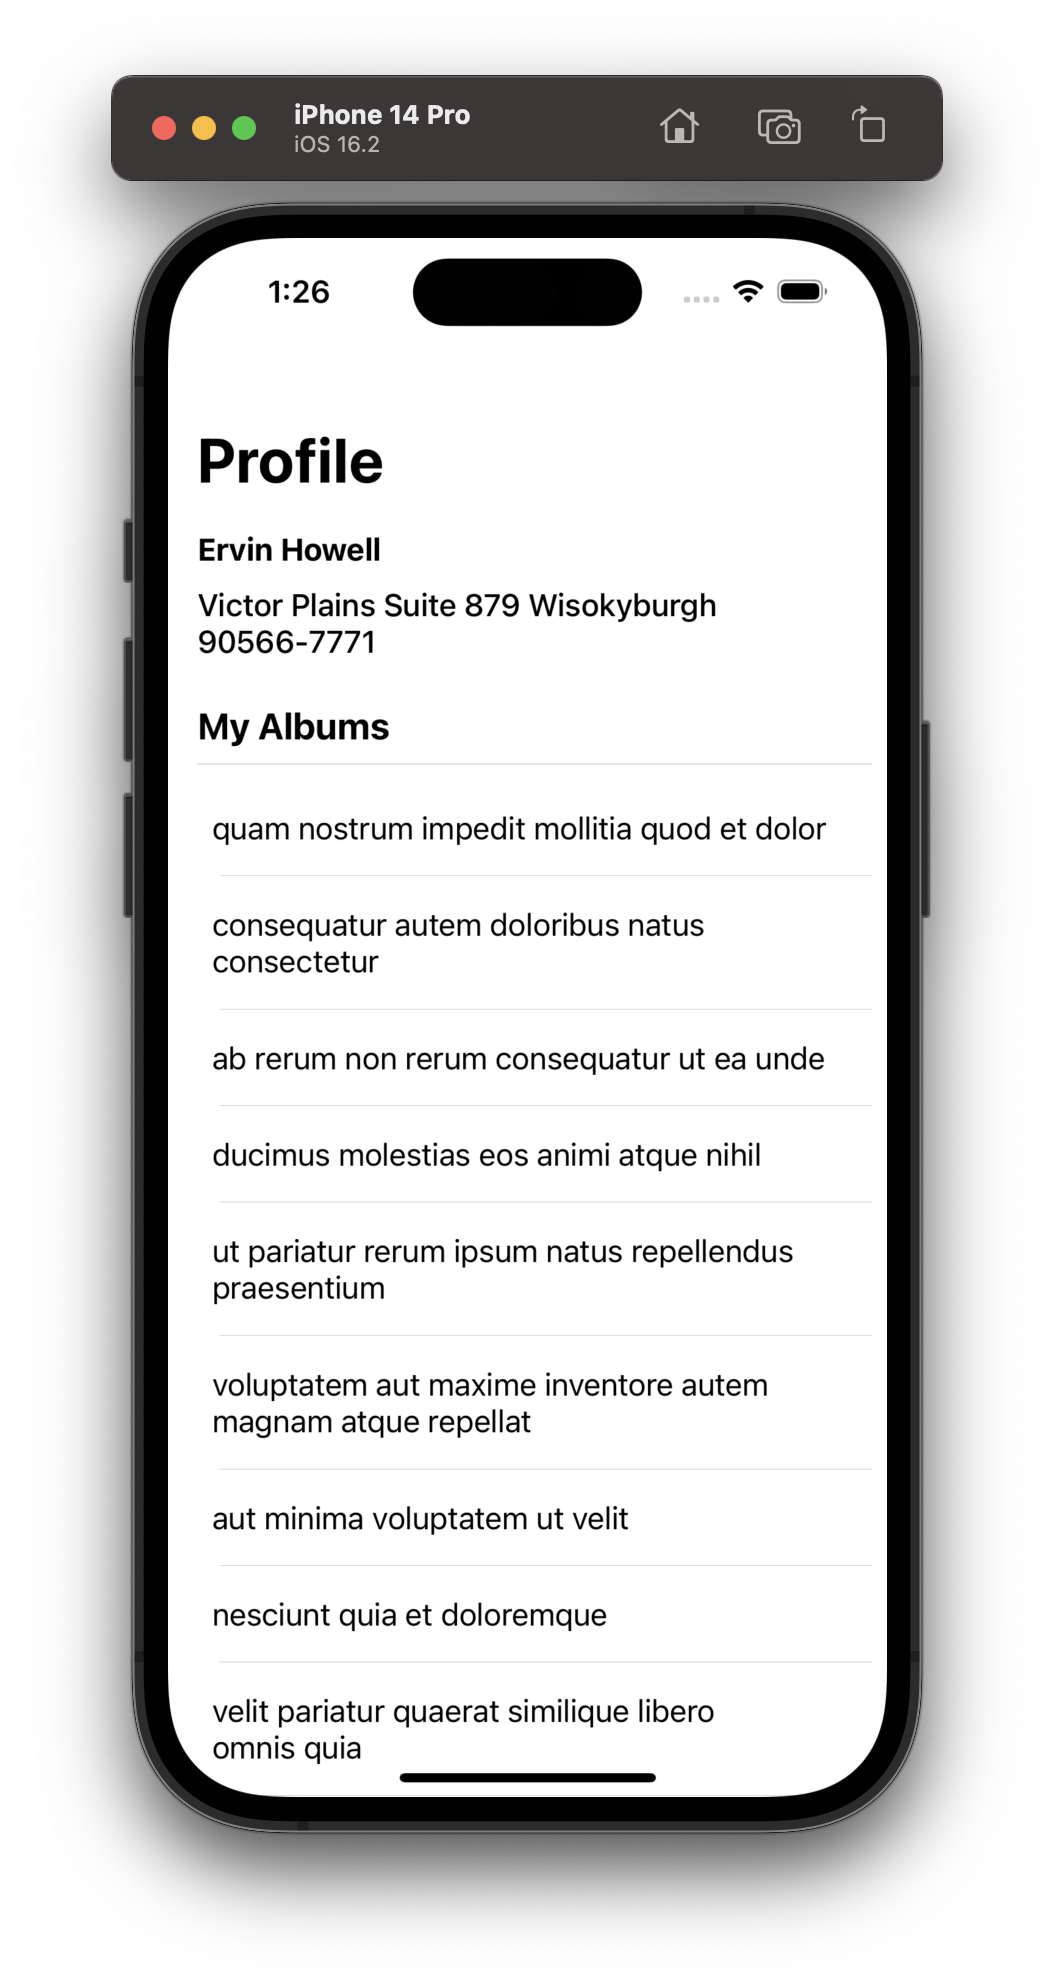 iPhone 14 Pro
iOS 16.2
1:26
Profile
Ervin Howell
Victor Plains Suite 879 Wisokyburgh
90566-7771
My Albums
quam nostrum impedit mollitia quod et dolor
consequatur autem doloribus natus
consectetur
ab rerum non rerum consequatur ut ea unde
ducimus molestias eos animi atque nihil
ut pariatur rerum ipsum natus repellendus
praesentium
voluptatem aut maxime inventore autem
magnam atque repellat
aut minima voluptatem ut velit
nesciunt quia et doloremque
velit pariatur quaerat similique libero
omnis quia